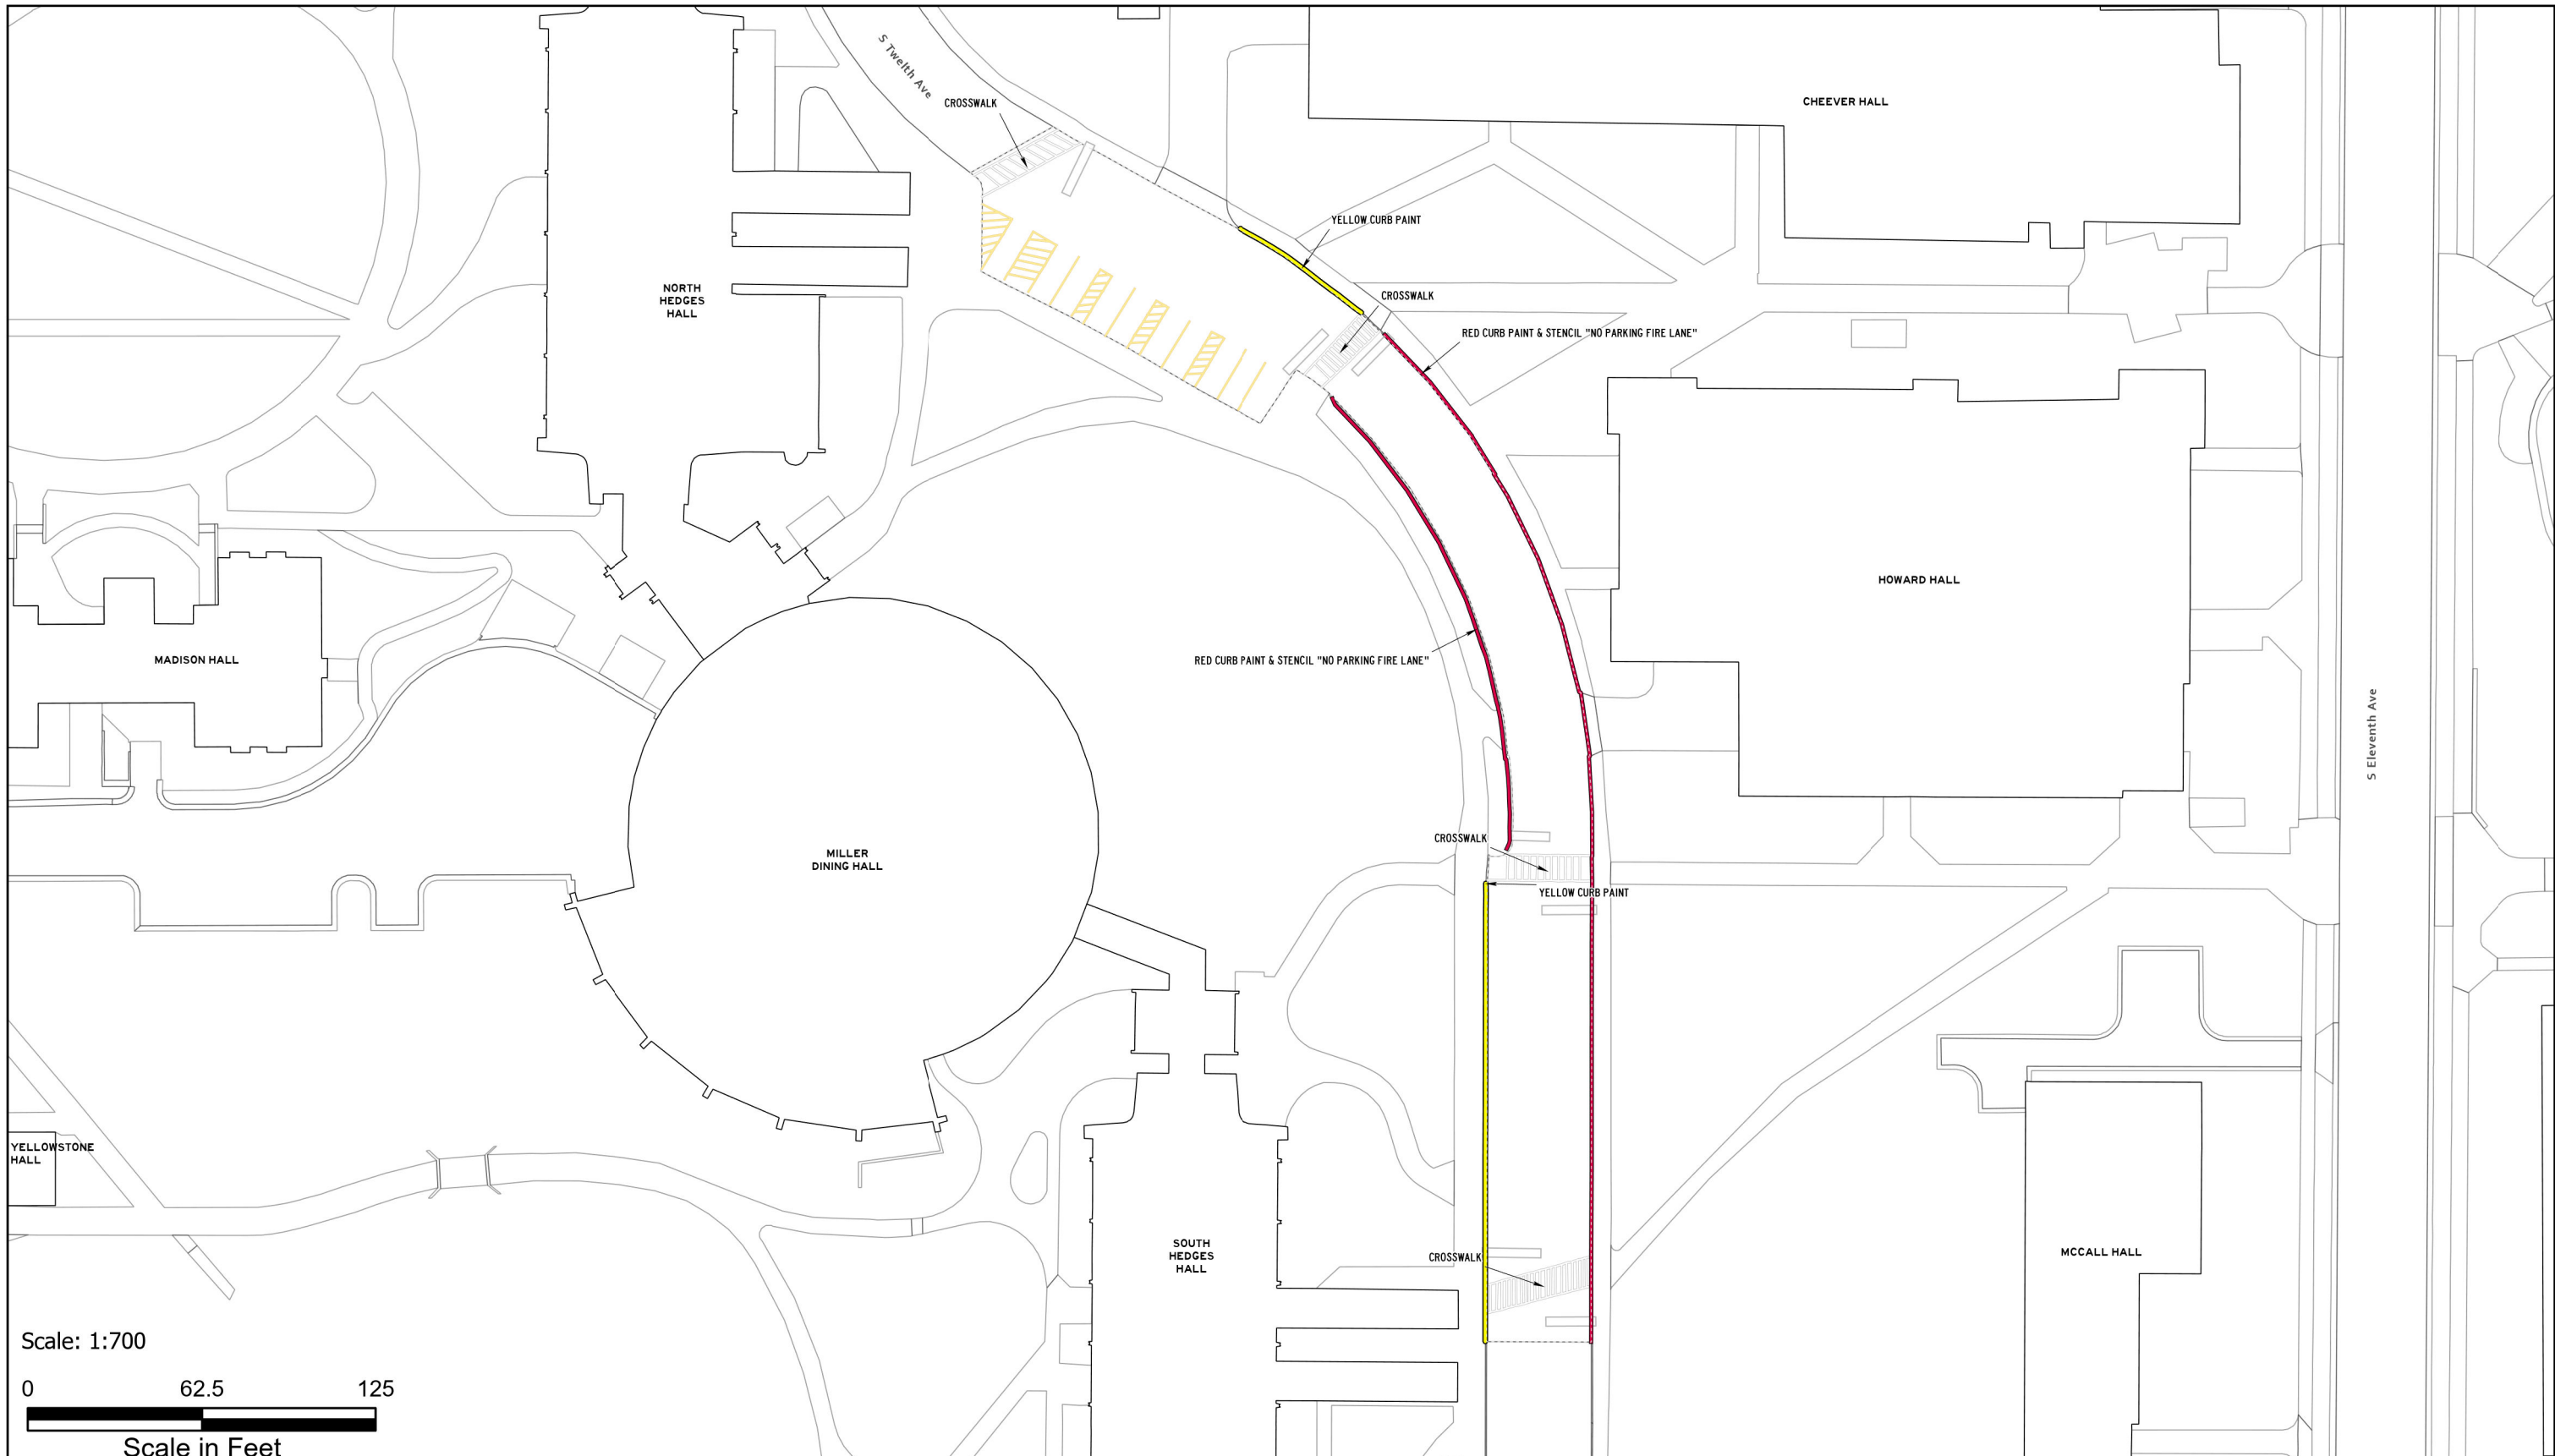 S Twelth Ave
CROSSWALK
CHEEVER HALL
YELLOW CURB PAINT
NORTH
HEDGES
HALL
CROSSWALK
RED CURB PAINT & STENCIL "NO PARKING FIRE LANE"
HOWARD HALL
MADISON HALL
RED CURB PAINT & STENCIL "NO PARKING FIRE LANE"
S Eleventh Ave
MILLER
DINING HALL
CROSSWALK
YELLOW CURB PAINT
YELLOWSTONE
HALL
SOUTH
HEDGES
HALL
CROSSWALK
MCCALL HALL
Scale: 1:700
0 62.5 125
Scale in Feet